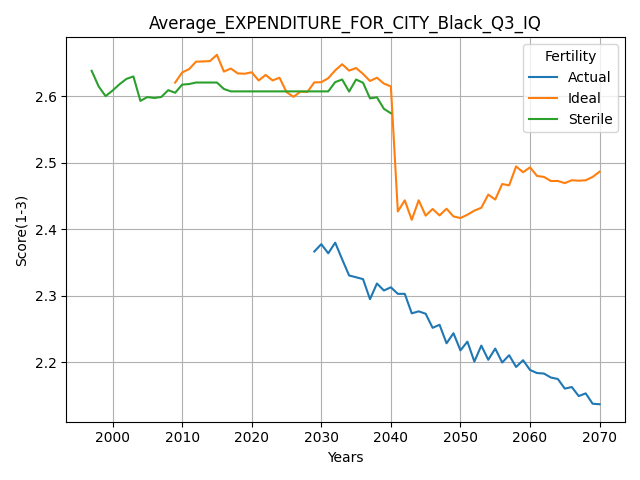 Average_EXPENDITURE_FOR_CITY_Black_Q3_IQ
Fertility
Actual
Ideal
Sterile
Score(1-3)
2.6
2.5
2.4
2.3
2.2
2000
2010
2020
2030
2040
2050
2060
2070
Years